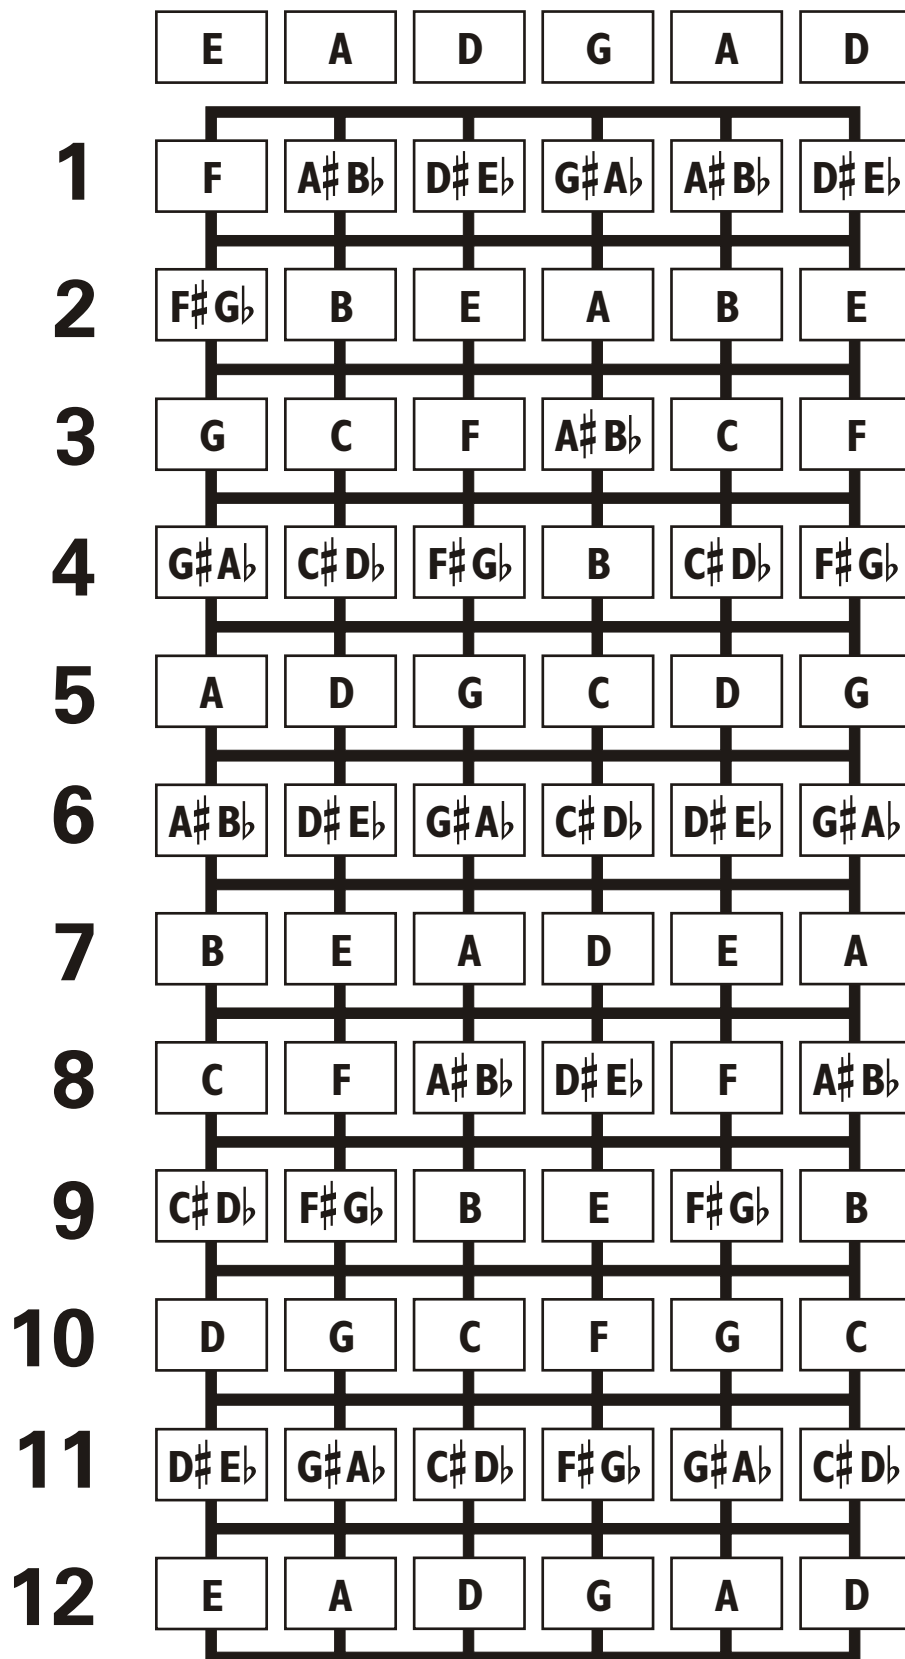 E A D G A D
1 F A♯B♭ D♯E♭ G♯A♭ A♯B♭ D♯E♭
2 F♯G♭ B E A B E
3 G C F A♯B♭ C F
4 G♯A♭ C♯D♭ F♯G♭ B C♯D♭ F♯G♭
5 A D G C D G
6 A♯B♭ D♯E♭ G♯A♭ C♯D♭ D♯E♭ G♯A♭
7 B E A D E A
8 C F A♯B♭ D♯E♭ F A♯B♭
9 C♯D♭ F♯G♭ B E F♯G♭ B
10 D G C F G C
11 D♯E♭ G♯A♭ C♯D♭ F♯G♭ G♯A♭ C♯D♭
12 E A D G A D